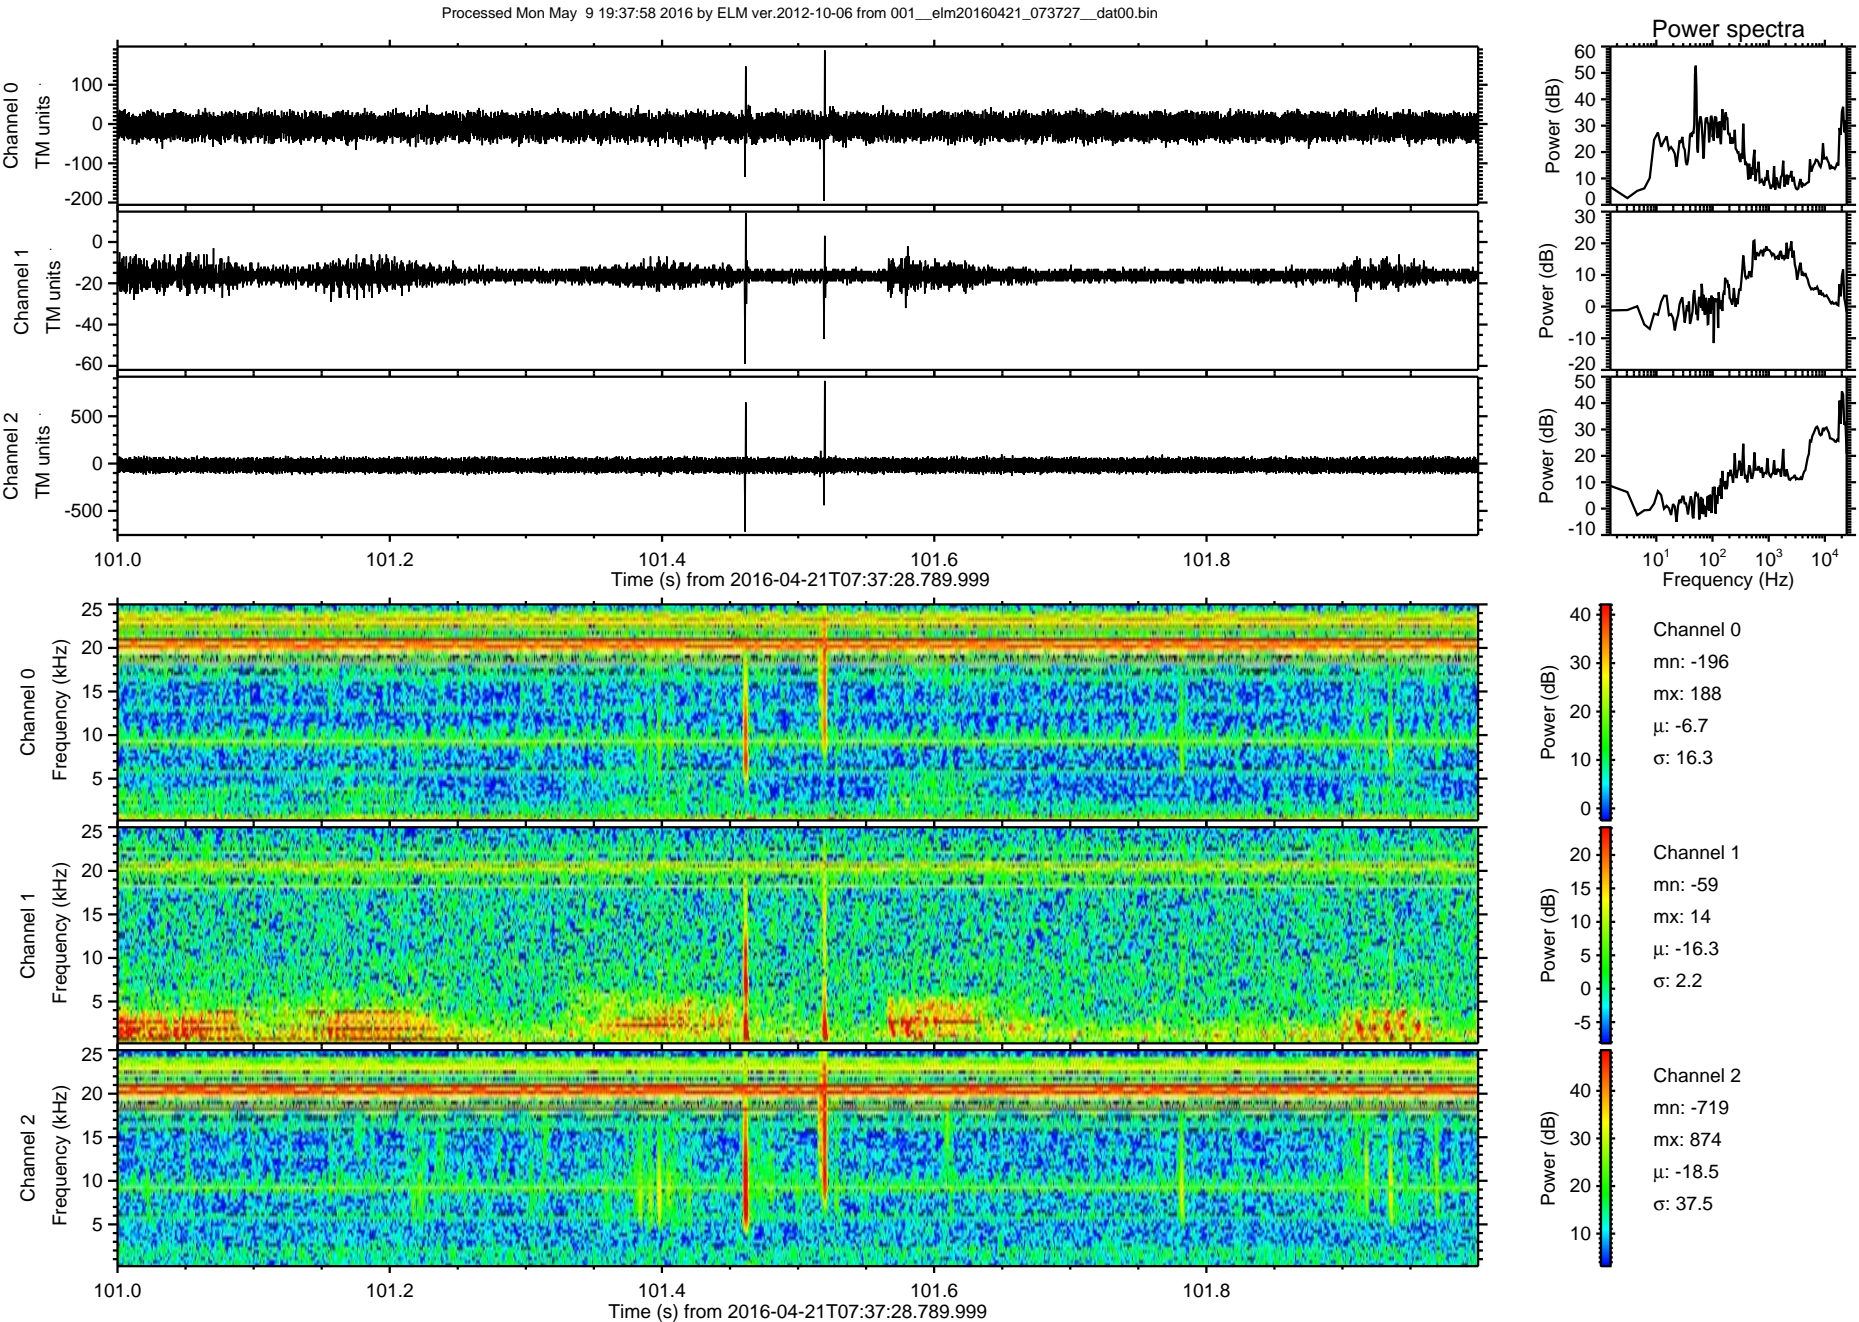 Processed Mon May  9 19:37:58 2016 by ELM ver.2012-10-06 from 001__elm20160421_073727__dat00.bin
Power spectra
Channel 0
TM units
100
0
-100
-200
Power (dB)
60
50
40
30
20
10
0
Channel 1
TM units
0
-20
-40
-60
Power (dB)
30
20
10
0
-10
-20
Channel 2
TM units
500
0
-500
Power (dB)
50
40
30
20
10
0
-10
101.0 101.2 101.4 101.6 101.8
Time (s) from 2016-04-21T07:37:28.789.999
10¹ 10² 10³ 10⁴
Frequency (Hz)
Channel 0
Frequency (kHz)
25
20
15
10
5
Power (dB)
40
30
20
10
0
Channel 0
mn: -196
mx: 188
μ: -6.7
σ: 16.3
Channel 1
Frequency (kHz)
25
20
15
10
5
Power (dB)
20
15
10
5
0
-5
Channel 1
mn: -59
mx: 14
μ: -16.3
σ: 2.2
Channel 2
Frequency (kHz)
25
20
15
10
5
Power (dB)
40
30
20
10
Channel 2
mn: -719
mx: 874
μ: -18.5
σ: 37.5
101.0 101.2 101.4 101.6 101.8
Time (s) from 2016-04-21T07:37:28.789.999